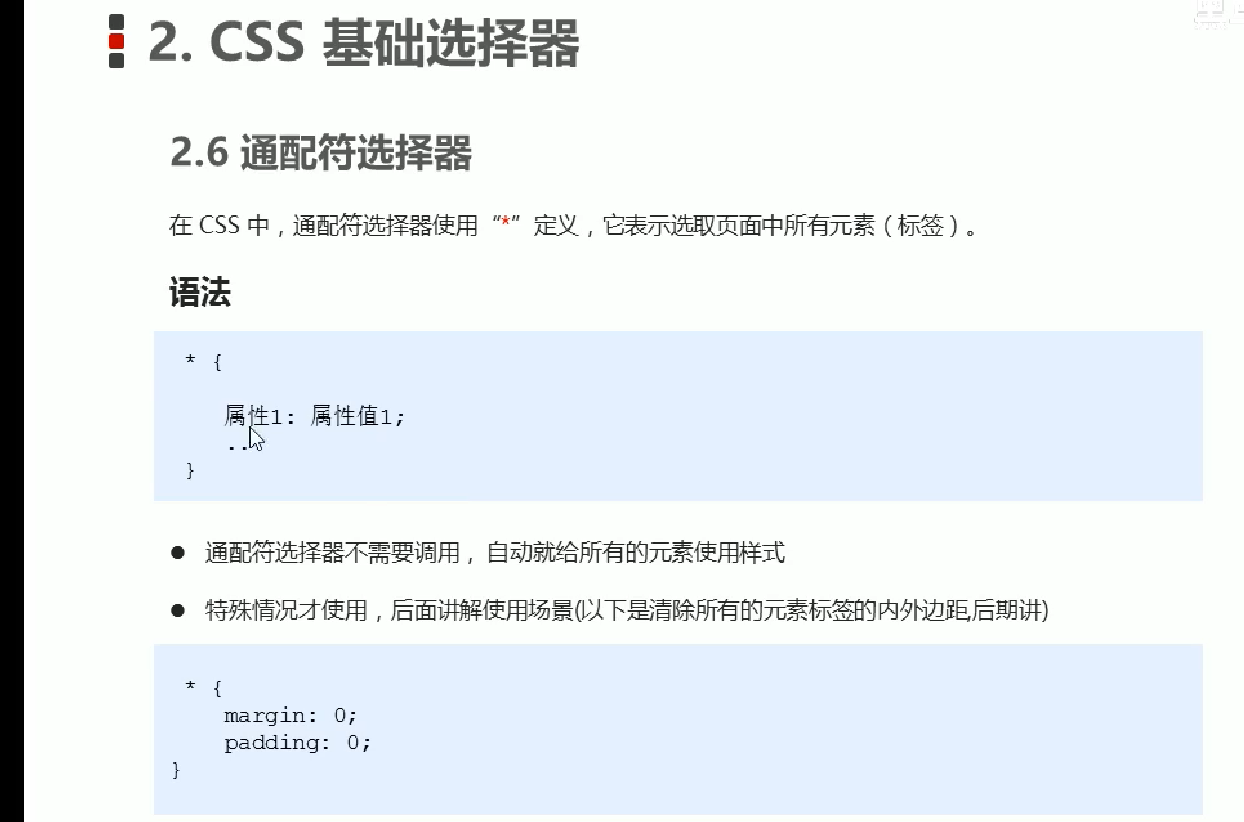 2. CSS 基础选择器
2.6 通配符选择器
在 CSS 中，通配符选择器使用“*”定义，它表示选取页面中所有元素（标签）。
语法
* {
属性1: 属性值1;
..
}
● 通配符选择器不需要调用，自动就给所有的元素使用样式
● 特殊情况才使用，后面讲解使用场景(以下是清除所有的元素标签的内外边距,后期讲)
* {
margin: 0;
padding: 0;
}